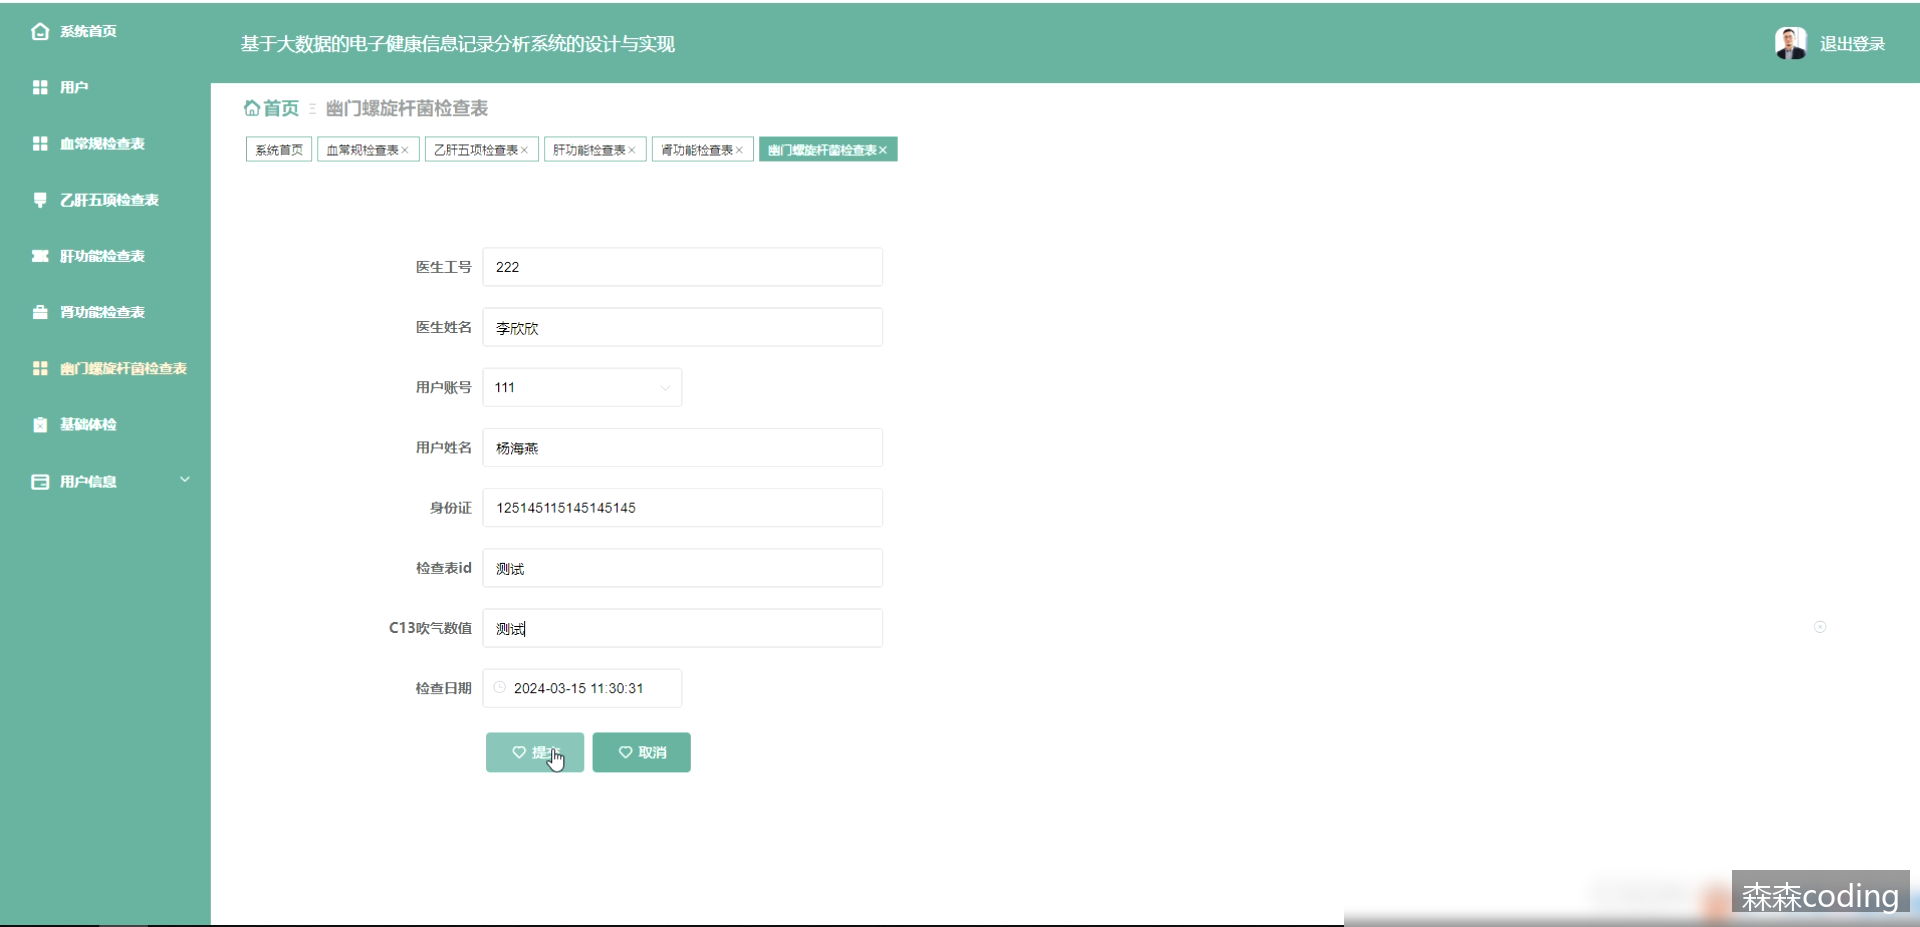 系统首页
用户
血常规检查表
乙肝五项检查表
肝功能检查表
肾功能检查表
幽门螺旋杆菌检查表
基础体检
用户信息
基于大数据的电子健康信息记录分析系统的设计与实现
退出登录
首页 幽门螺旋杆菌检查表
系统首页 血常规检查表× 乙肝五项检查表× 肝功能检查表× 肾功能检查表× 幽门螺旋杆菌检查表×
医生工号 222
医生姓名 李欣欣
用户账号 111
用户姓名 杨海燕
身份证 125145115145145145
检查表id 测试
C13吹气数值 测试
检查日期 2024-03-15 11:30:31
提 取消
森森coding